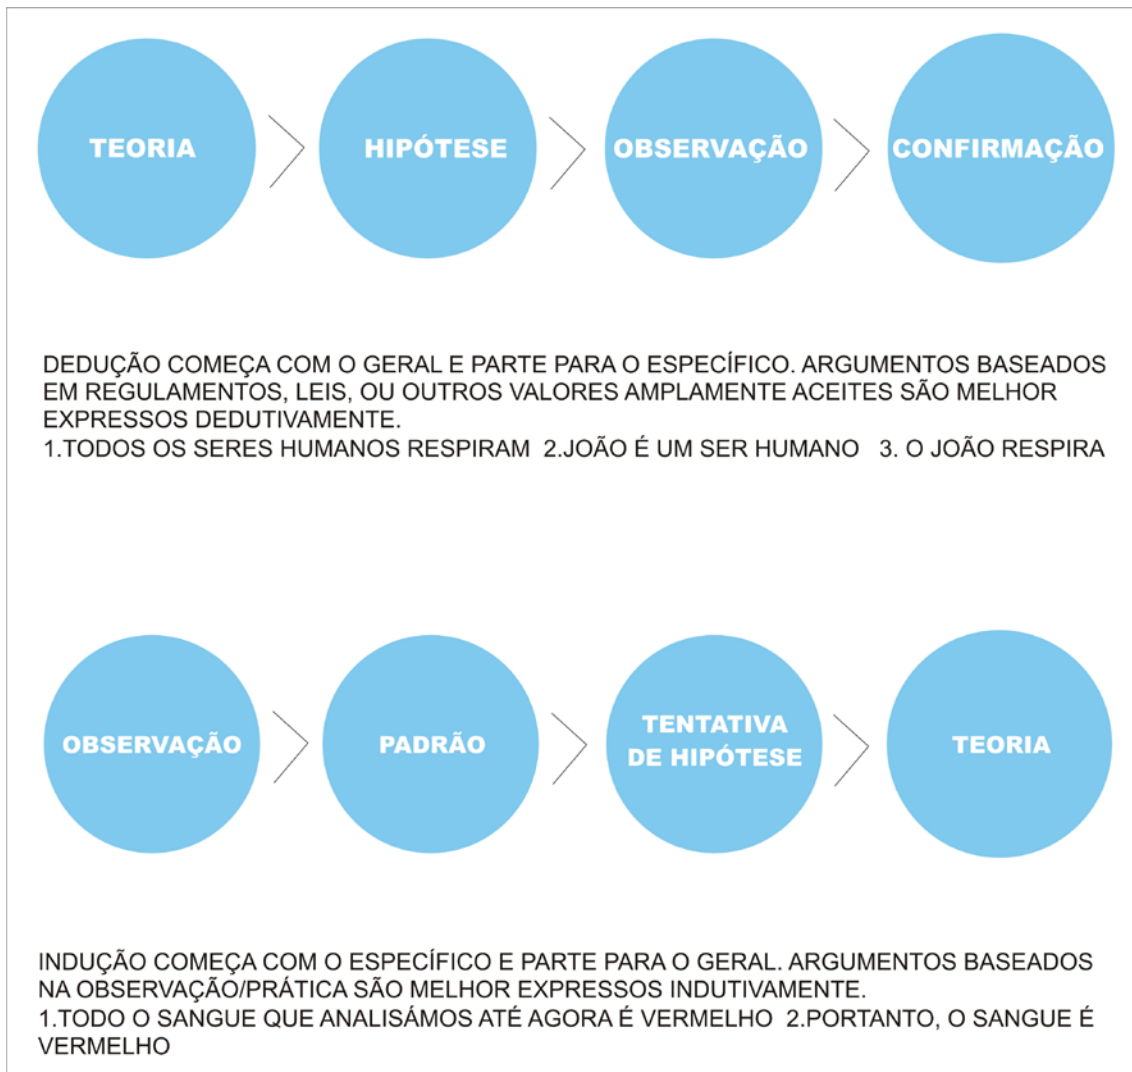 TEORIA
HIPÓTESE
OBSERVAÇÃO
CONFIRMAÇÃO
DEDUÇÃO COMEÇA COM O GERAL E PARTE PARA O ESPECÍFICO. ARGUMENTOS BASEADOS
EM REGULAMENTOS, LEIS, OU OUTROS VALORES AMPLAMENTE ACEITES SÃO MELHOR
EXPRESSOS DEDUTIVAMENTE.
1.TODOS OS SERES HUMANOS RESPIRAM 2.JOÃO É UM SER HUMANO 3. O JOÃO RESPIRA
OBSERVAÇÃO
PADRÃO
TENTATIVA
DE HIPÓTESE
TEORIA
INDUÇÃO COMEÇA COM O ESPECÍFICO E PARTE PARA O GERAL. ARGUMENTOS BASEADOS
NA OBSERVAÇÃO/PRÁTICA SÃO MELHOR EXPRESSOS INDUTIVAMENTE.
1.TODO O SANGUE QUE ANALISÁMOS ATÉ AGORA É VERMELHO 2.PORTANTO, O SANGUE É
VERMELHO